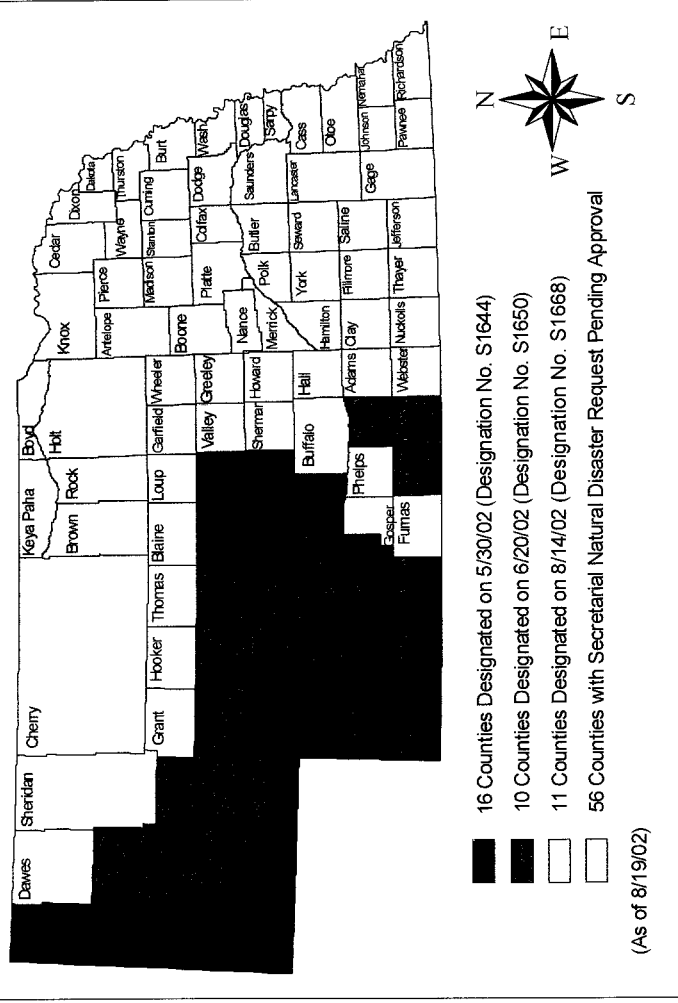 Boyd
Keya Paha
Holt
Rock
Brown
Cherry
Sheridan
Dawes
Knox
Cedar
Dixon
Dakota
Antelope
Pierce
Wayne
Thurston
Garfield
Wheeler
Loup
Blaine
Thomas
Hooker
Grant
Boone
Madison
Stanton
Cuming
Burt
Valley
Greeley
Nance
Platte
Colfax
Dodge
Wash
Douglas
Sarpy
Sherman
Howard
Merrick
Polk
Butler
Saunders
Cass
Buffalo
Hall
Hamilton
York
Seward
Lancaster
Otoe
Gosper
Phelps
Adams
Clay
Fillmore
Saline
Gage
Johnson
Nemaha
Furnas
Webster
Nuckolls
Thayer
Jefferson
Pawnee
Richardson
16 Counties Designated on 5/30/02 (Designation No. S1644)
10 Counties Designated on 6/20/02 (Designation No. S1650)
11 Counties Designated on 8/14/02 (Designation No. S1668)
56 Counties with Secretarial Natural Disaster Request Pending Approval
(As of 8/19/02)
N
W
E
S